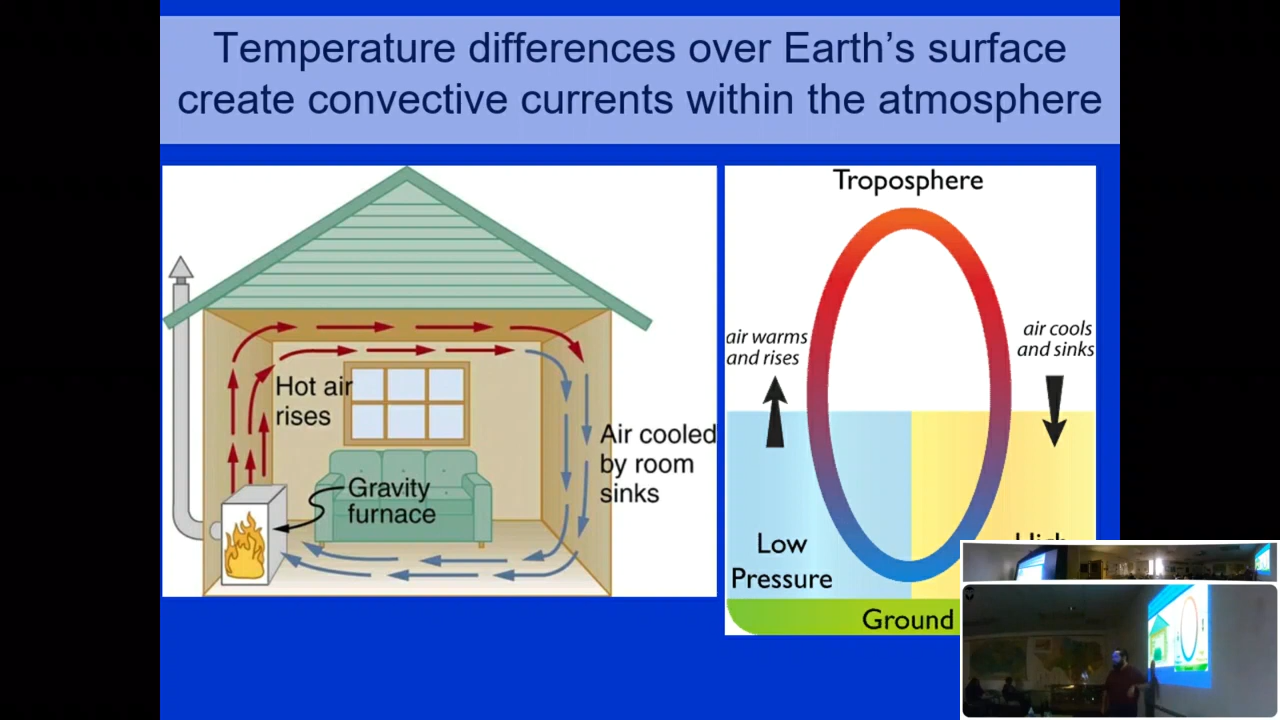 Temperature differences over Earth's surface
create convective currents within the atmosphere
Hot air
rises
Gravity
furnace
Air cooled
by room
sinks
Troposphere
air warms
and rises
air cools
and sinks
Low
Pressure
High
Ground